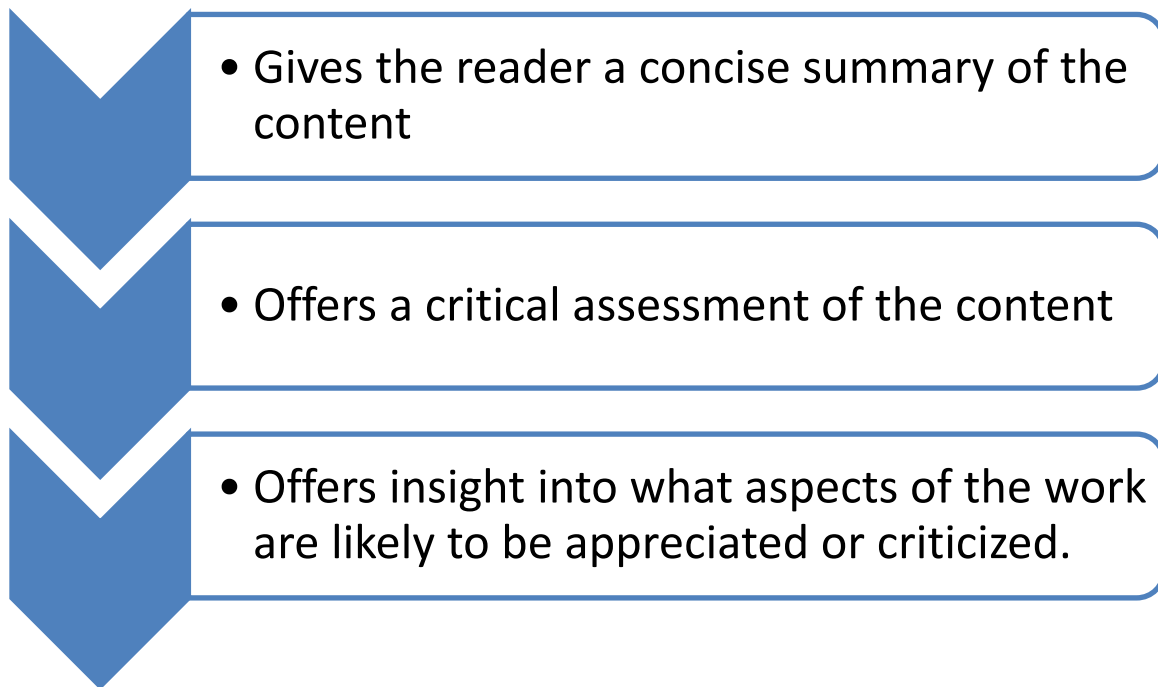 • Gives the reader a concise summary of the
content
• Offers a critical assessment of the content
• Offers insight into what aspects of the work
are likely to be appreciated or criticized.